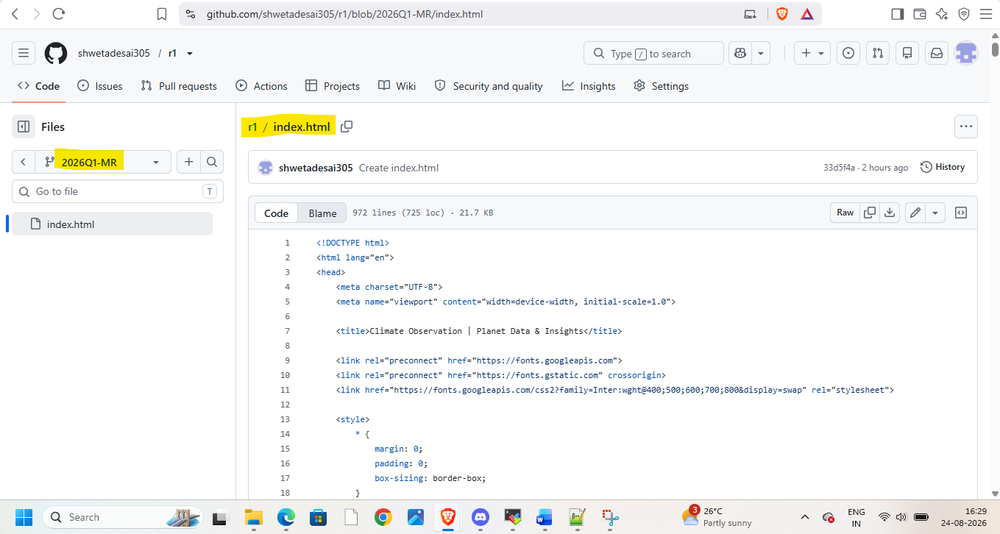 github.com/shwetadesai305/r1/blob/2026Q1-MR/index.html
shwetadesai305 / r1
Type / to search
Code Issues Pull requests Actions Projects Wiki Security and quality Insights Settings
Files
r1 / index.html
2026Q1-MR
shwetadesai305 Create index.html 33d5f4a · 2 hours ago History
Go to file T
index.html
Code Blame 972 lines (725 loc) · 21.7 KB Raw
1 <!DOCTYPE html>
2 <html lang="en">
3 <head>
4 <meta charset="UTF-8">
5 <meta name="viewport" content="width=device-width, initial-scale=1.0">
6
7 <title>Climate Observation | Planet Data & Insights</title>
8
9 <link rel="preconnect" href="https://fonts.googleapis.com">
10 <link rel="preconnect" href="https://fonts.gstatic.com" crossorigin>
11 <link href="https://fonts.googleapis.com/css2?family=Inter:wght@400;500;600;700;800&display=swap" rel="stylesheet">
12
13 <style>
14 * {
15 margin: 0;
16 padding: 0;
17 box-sizing: border-box;
18 }
Search
3
26°C
Partly sunny
ENG
IN
16:29
24-08-2026